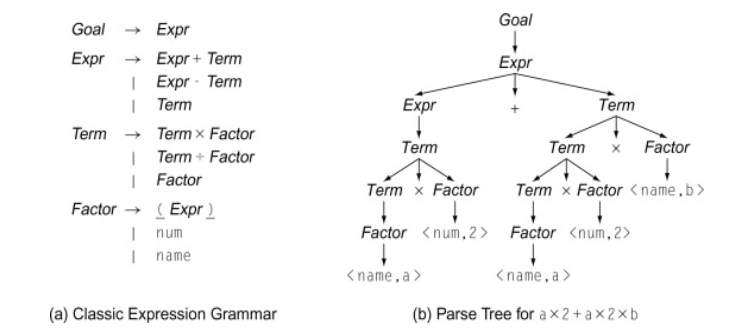 Goal → Expr
Expr → Expr + Term
| Expr - Term
| Term
Term → Term × Factor
| Term ÷ Factor
| Factor
Factor → ( Expr )
| num
| name
(a) Classic Expression Grammar
Goal
Expr
Expr + Term
Term Term × Factor
Term × Factor Term × Factor <name,b>
Factor <num,2> Factor <num,2>
<name,a> <name,a>
(b) Parse Tree for a×2+a×2×b